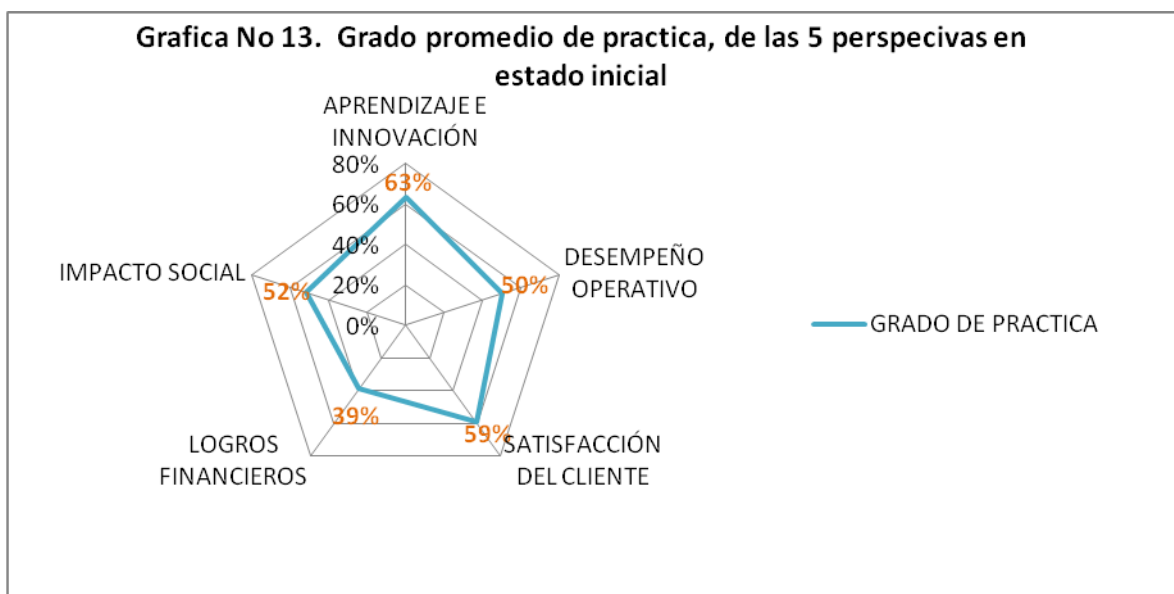 Grafica No 13.  Grado promedio de practica, de las 5 perspecivas en
estado inicial
APRENDIZAJE E
INNOVACIÓN
80%
63%
60%
40%
20%
0%
DESEMPEÑO
OPERATIVO
50%
IMPACTO SOCIAL
52%
GRADO DE PRACTICA
39%
59%
LOGROS
FINANCIEROS
SATISFACCIÓN
DEL CLIENTE